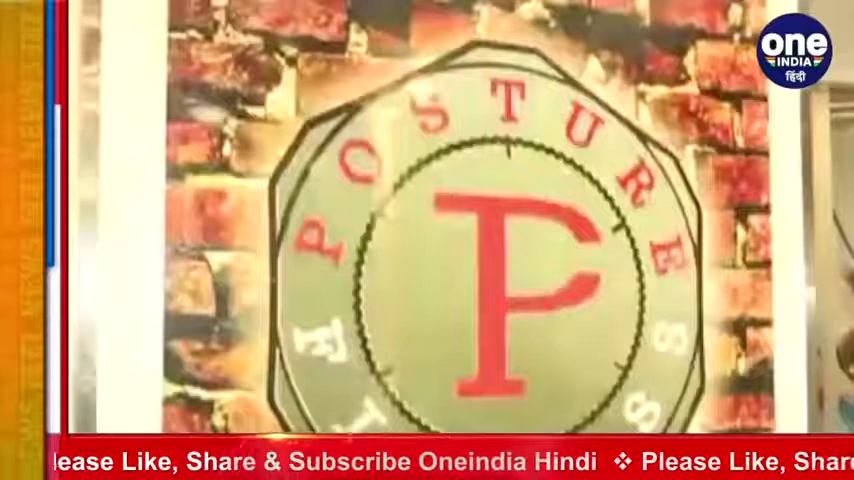 one
INDIA
हिंदी
POSTURE
P
lease Like, Share & Subscribe Oneindia Hindi ❖ Please Like, Share